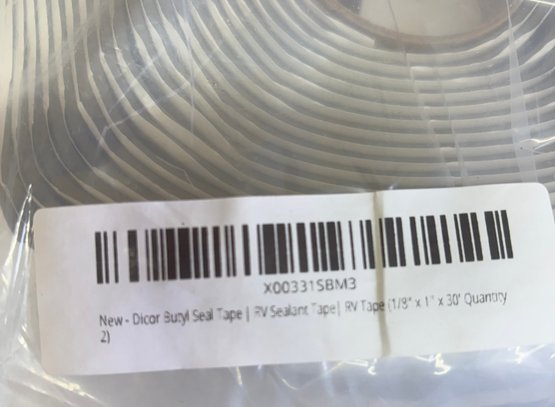 X00331SBM3
New - Dicor Butyl Seal Tape | RV Sealant Tape| RV Tape (1/8" x 1" x 30' Quantity
2)